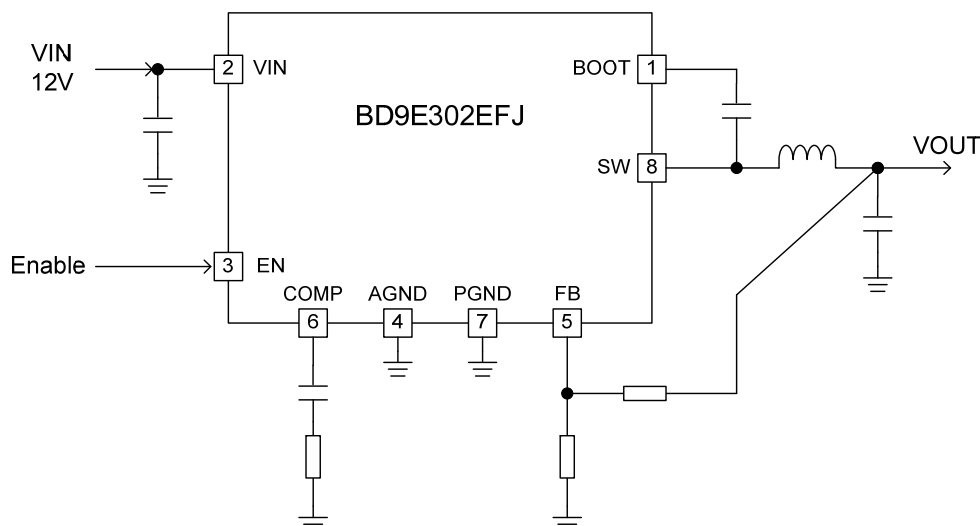 VIN
12V
2
VIN
BOOT
1
BD9E302EFJ
VOUT
SW
8
Enable
3
EN
COMP
AGND
PGND
FB
6
4
7
5